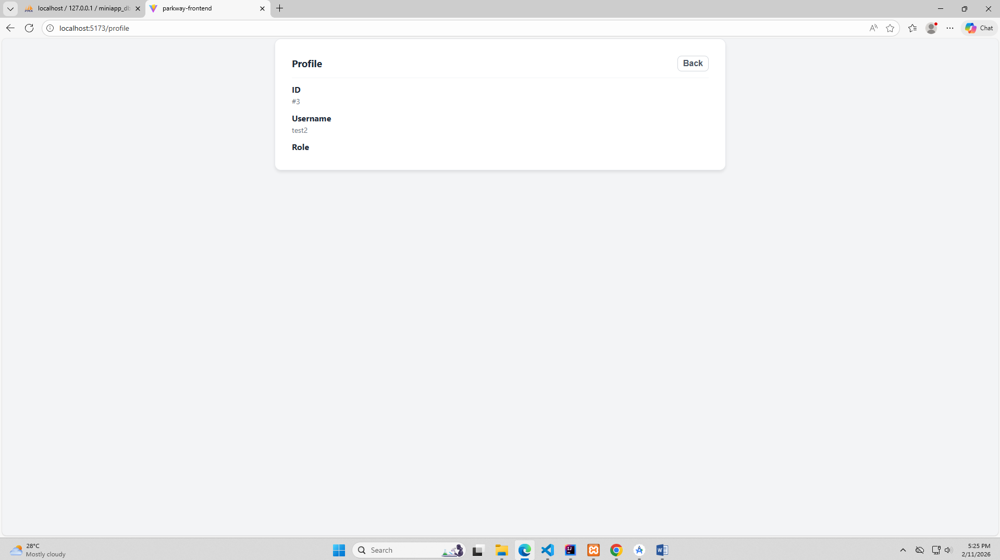 localhost / 127.0.0.1 / miniapp_db
parkway-frontend
localhost:5173/profile
Chat
Profile
Back
ID
#3
Username
test2
Role
28°C
Mostly cloudy
Search
5:25 PM
2/11/2026